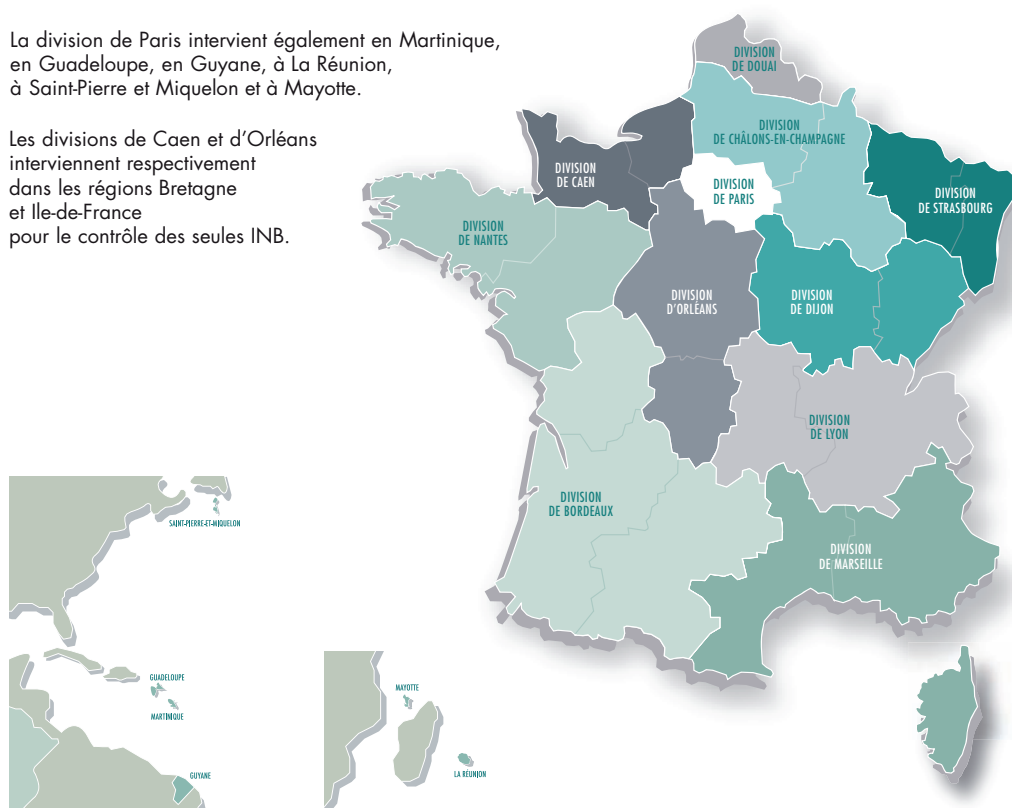 La division de Paris intervient également en Martinique,
en Guadeloupe, en Guyane, à La Réunion,
à Saint-Pierre et Miquelon et à Mayotte.
Les divisions de Caen et d'Orléans
interviennent respectivement
dans les régions Bretagne
et Ile-de-France
pour le contrôle des seules INB.
DIVISION
DE DOUAI
DIVISION
DE CHÂLONS-EN-CHAMPAGNE
DIVISION
DE CAEN
DIVISION
DE PARIS
DIVISION
DE STRASBOURG
DIVISION
DE NANTES
DIVISION
D'ORLÉANS
DIVISION
DE DIJON
DIVISION
DE LYON
DIVISION
DE BORDEAUX
DIVISION
DE MARSEILLE
SAINT-PIERRE-ET-MIQUELON
GUADELOUPE
MARTINIQUE
GUYANE
MAYOTTE
LA RÉUNION